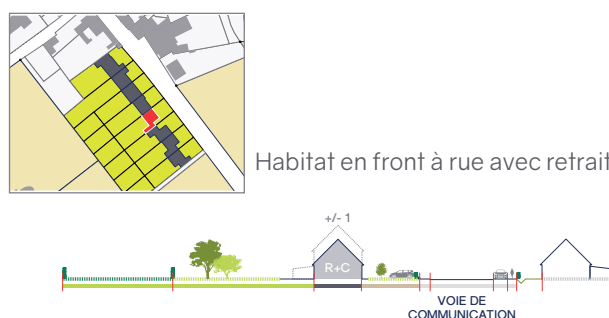 Habitat en front à rue avec retrait
+/- 1
R+C
VOIE DE
COMMUNICATION